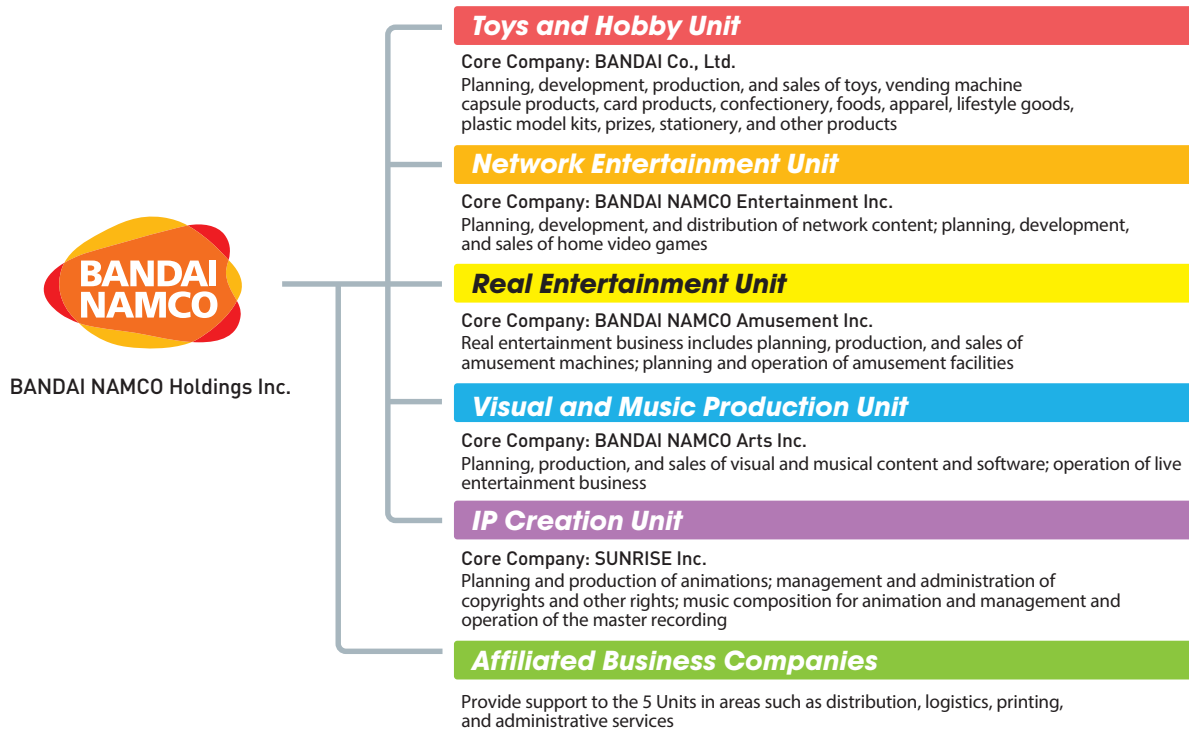 BANDAI
NAMCO
BANDAI NAMCO Holdings Inc.
Toys and Hobby Unit
Core Company: BANDAI Co., Ltd.
Planning, development, production, and sales of toys, vending machine
capsule products, card products, confectionery, foods, apparel, lifestyle goods,
plastic model kits, prizes, stationery, and other products
Network Entertainment Unit
Core Company: BANDAI NAMCO Entertainment Inc.
Planning, development, and distribution of network content; planning, development,
and sales of home video games
Real Entertainment Unit
Core Company: BANDAI NAMCO Amusement Inc.
Real entertainment business includes planning, production, and sales of
amusement machines; planning and operation of amusement facilities
Visual and Music Production Unit
Core Company: BANDAI NAMCO Arts Inc.
Planning, production, and sales of visual and musical content and software; operation of live
entertainment business
IP Creation Unit
Core Company: SUNRISE Inc.
Planning and production of animations; management and administration of
copyrights and other rights; music composition for animation and management and
operation of the master recording
Affiliated Business Companies
Provide support to the 5 Units in areas such as distribution, logistics, printing,
and administrative services